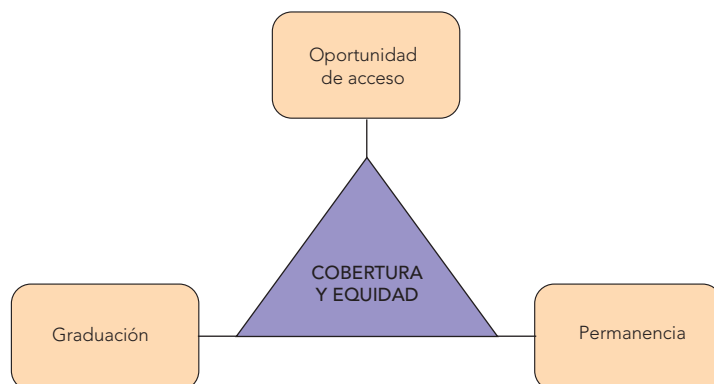 Oportunidad
de acceso
COBERTURA
Y EQUIDAD
Graduación
Permanencia